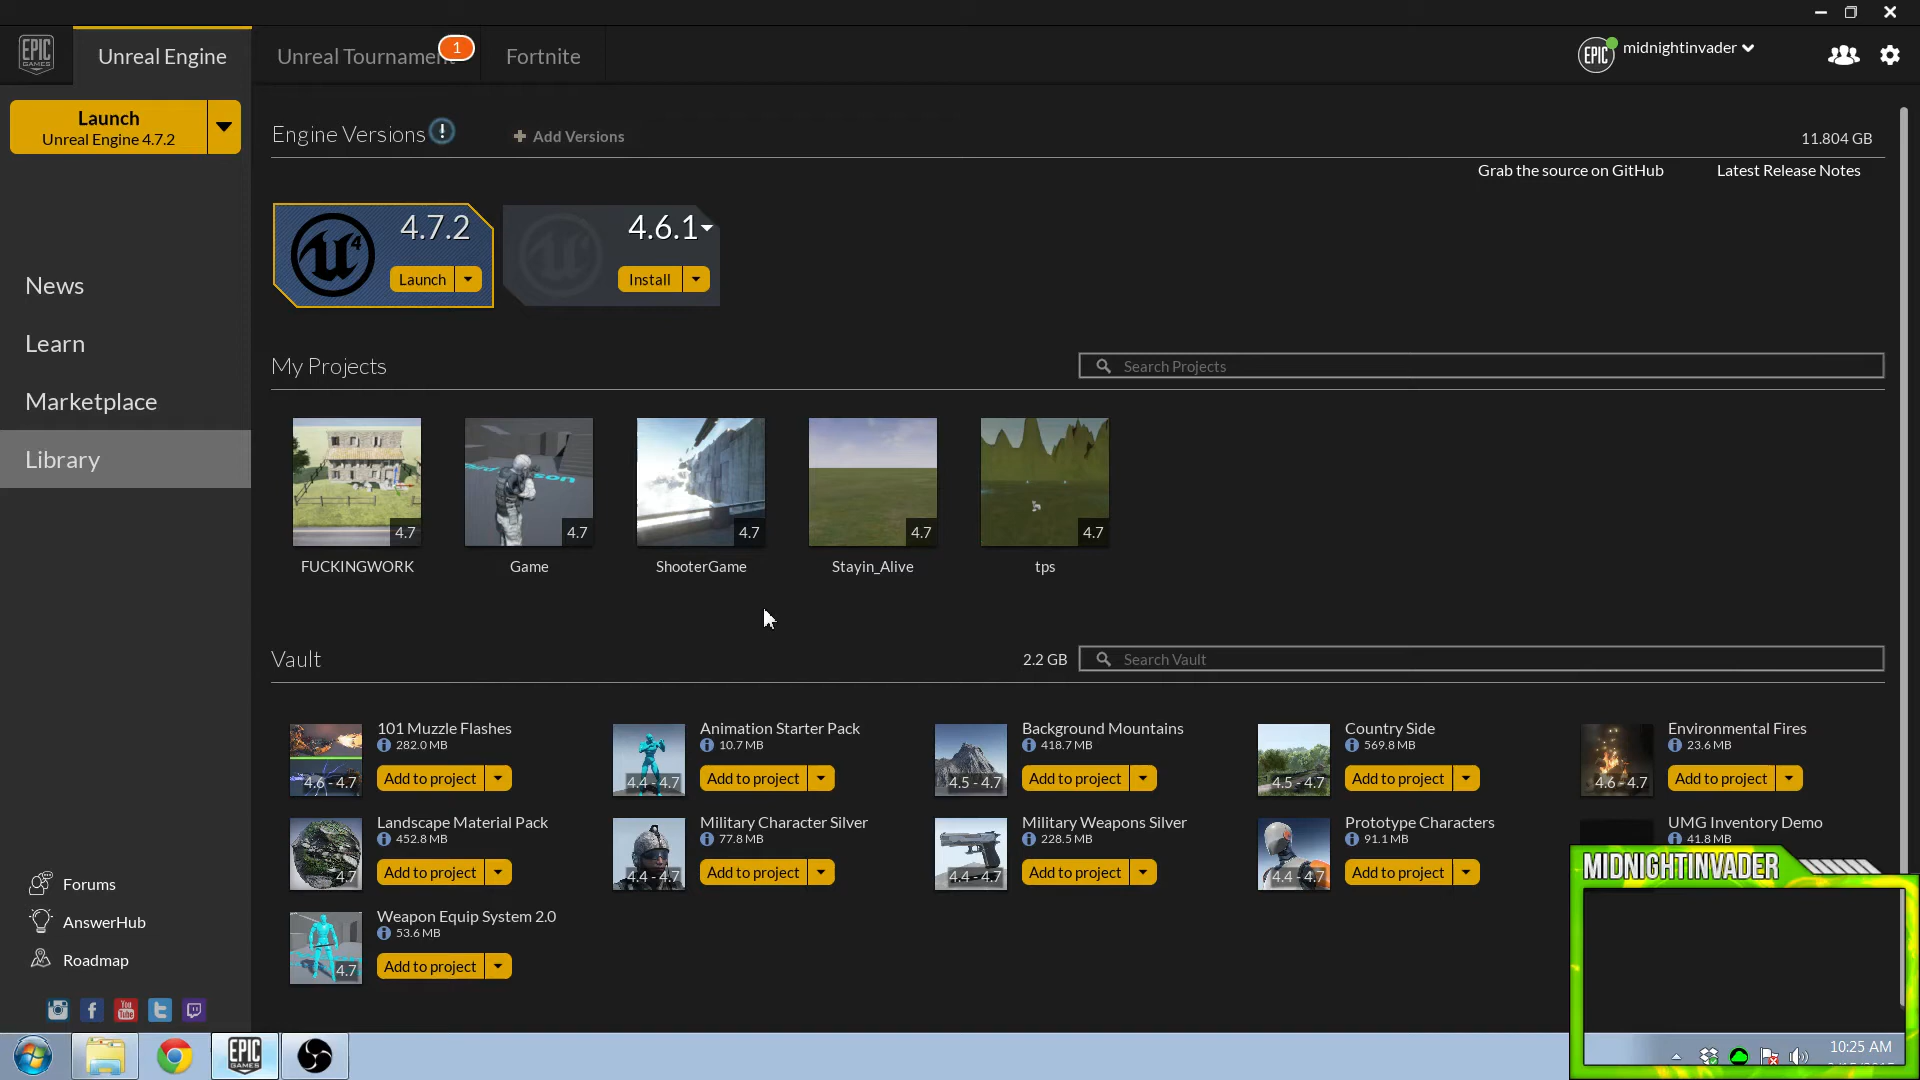 EPIC GAMES
Unreal Engine
Unreal Tournament
1
Fortnite
EPIC
midnightinvader
Launch
Unreal Engine 4.7.2
News
Learn
Marketplace
Library
Forums
AnswerHub
Roadmap
You Tube
Engine Versions
Add Versions
11.804 GB
Grab the source on GitHub
Latest Release Notes
4.7.2
Launch
4.6.1
Install
My Projects
Search Projects
4.7
4.7
4.7
4.7
4.7
FUCKINGWORK
Game
ShooterGame
Stayin_Alive
tps
Vault
2.2 GB
Search Vault
4.6 - 4.7
101 Muzzle Flashes
282.0 MB
Add to project
4.4 - 4.7
Animation Starter Pack
10.7 MB
Add to project
4.5 - 4.7
Background Mountains
418.7 MB
Add to project
4.5 - 4.7
Country Side
569.8 MB
Add to project
4.6 - 4.7
Environmental Fires
23.6 MB
Add to project
4.7
Landscape Material Pack
452.8 MB
Add to project
4.4 - 4.7
Military Character Silver
77.8 MB
Add to project
4.4 - 4.7
Military Weapons Silver
228.5 MB
Add to project
4.4 - 4.7
Prototype Characters
91.1 MB
Add to project
UMG Inventory Demo
41.8 MB
4.7
Weapon Equip System 2.0
53.6 MB
Add to project
MIDNIGHTINVADER
EPIC GAMES
10:25 AM